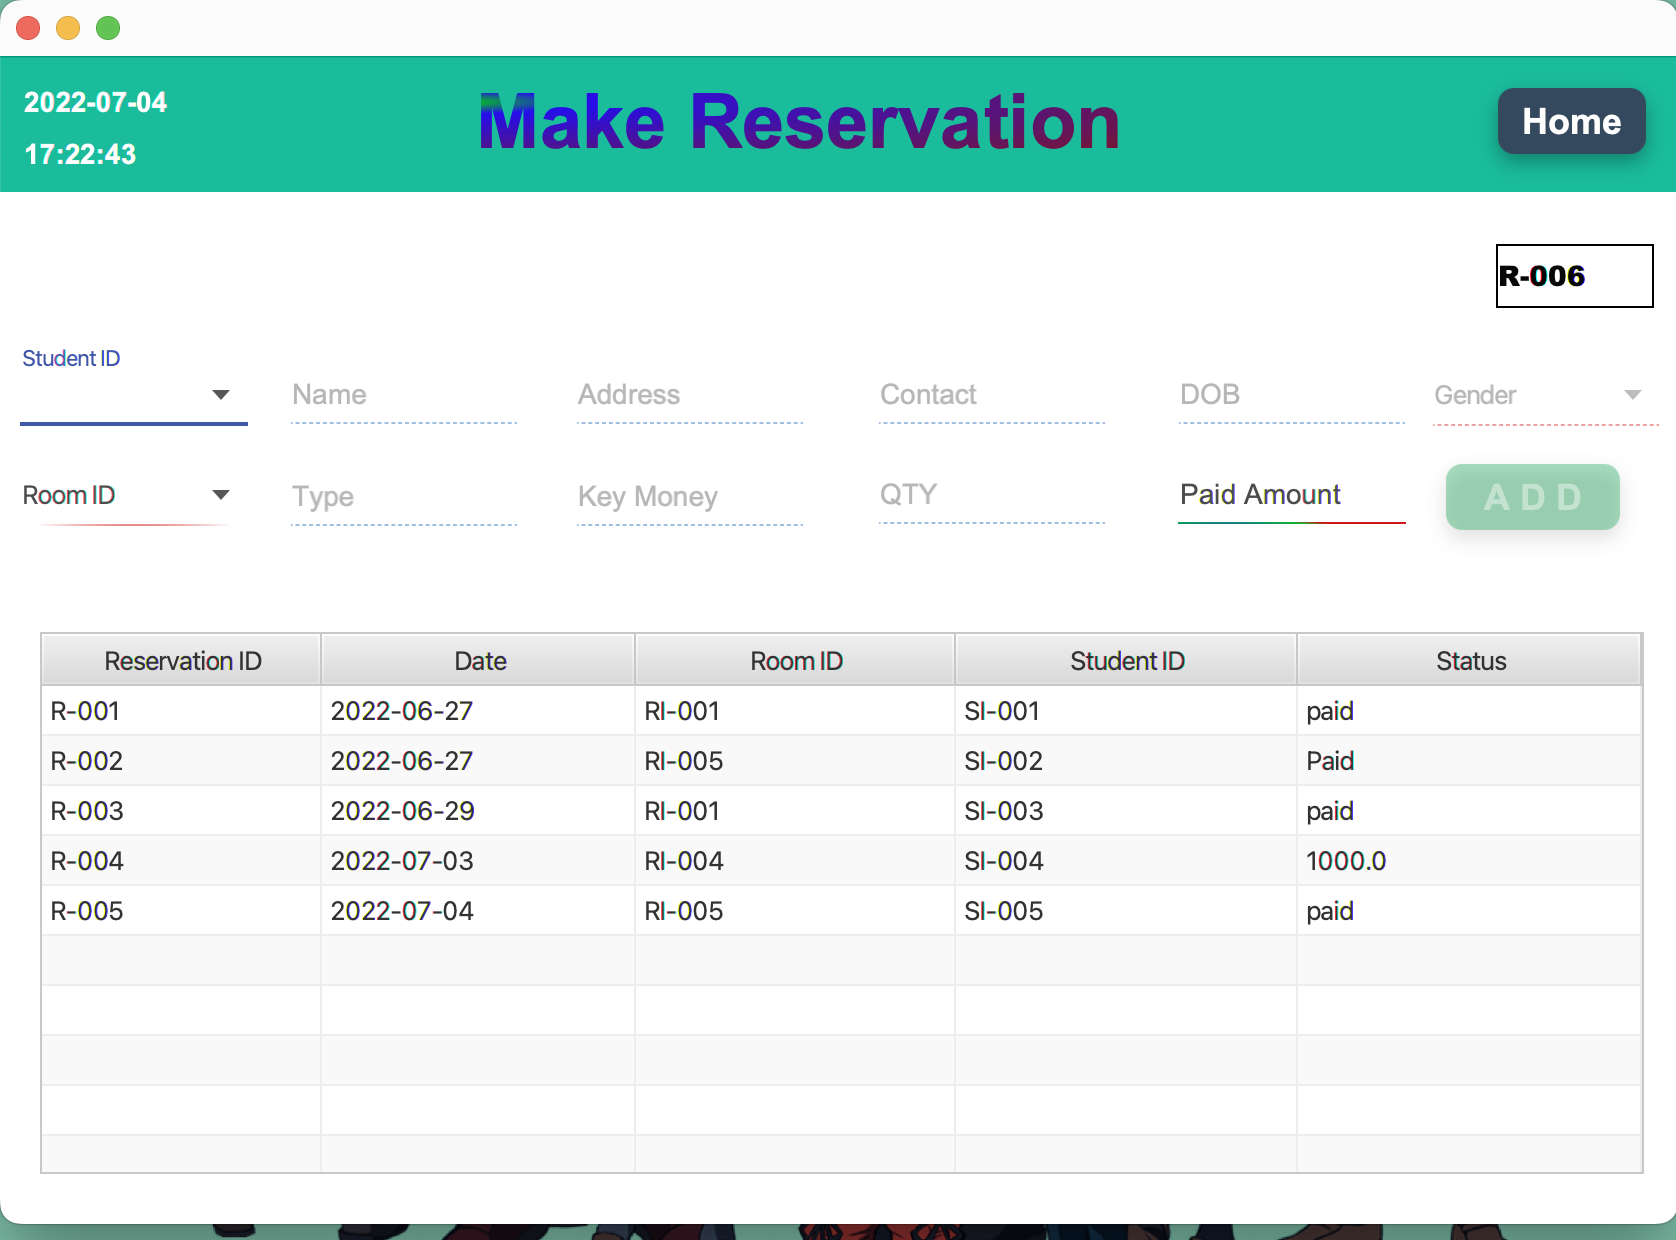 2022-07-04
17:22:43
Make Reservation
Home
R-006
Student ID
Name Address Contact DOB Gender
Room ID Type Key Money QTY Paid Amount ADD
Reservation ID Date Room ID Student ID Status
R-001 2022-06-27 RI-001 SI-001 paid
R-002 2022-06-27 RI-005 SI-002 Paid
R-003 2022-06-29 RI-001 SI-003 paid
R-004 2022-07-03 RI-004 SI-004 1000.0
R-005 2022-07-04 RI-005 SI-005 paid